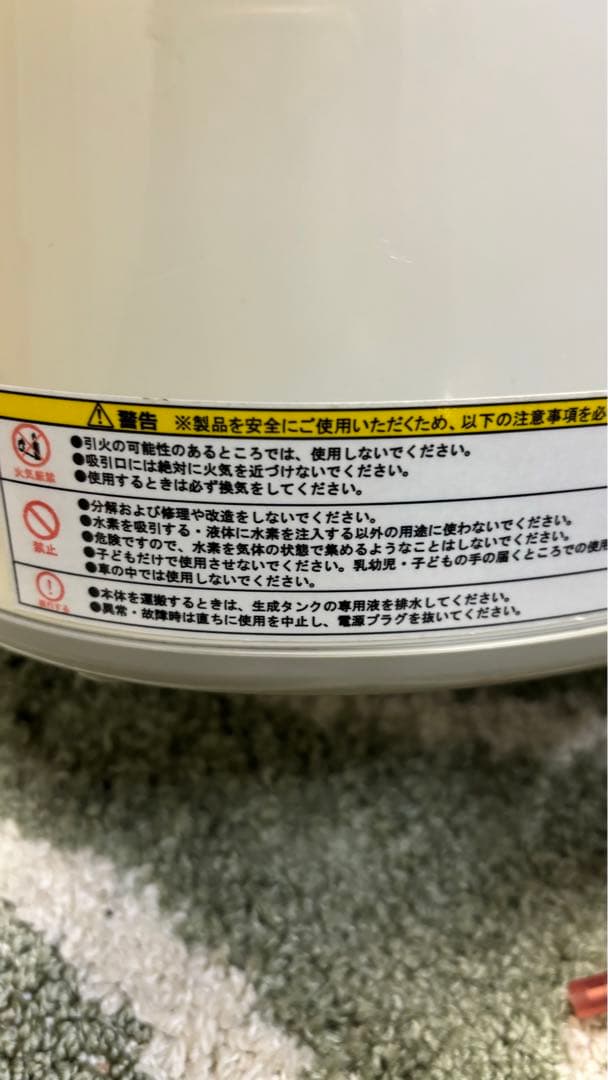 警告 ※製品を安全にご使用いただくため、以下の注意事項を必
火気厳禁
●引火の可能性のあるところでは、使用しないでください。
●吸引口には絶対に火気を近づけないでください。
●使用するときは必ず換気をしてください。
禁止
●分解および修理や改造をしないでください。
●水素を吸引する・液体に水素を注入する以外の用途に使わないでください。
●危険ですので、水素を気体の状態で集めるようなことはしないでください。
●子どもだけで使用させないでください。乳幼児・子どもの手の届くところでの使用
●車の中では使用しないでください。
●本体を運搬するときは、生成タンクの専用液を排水してください。
●異常・故障時は直ちに使用を中止し、電源プラグを抜いてください。